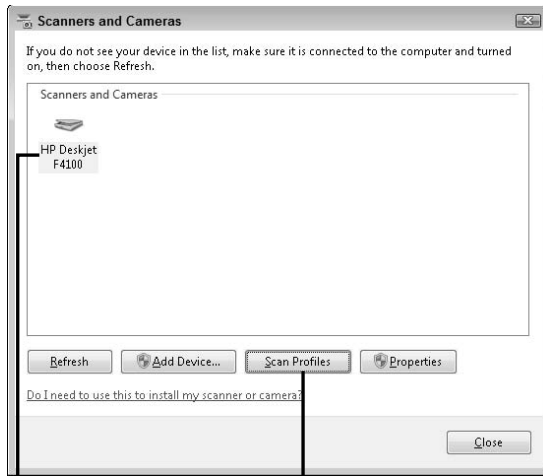 Scanners and Cameras
If you do not see your device in the list, make sure it is connected to the computer and turned
on, then choose Refresh.
Scanners and Cameras
HP Deskjet
F4100
Refresh
Add Device...
Scan Profiles
Properties
Do I need to use this to install my scanner or camera?
Close